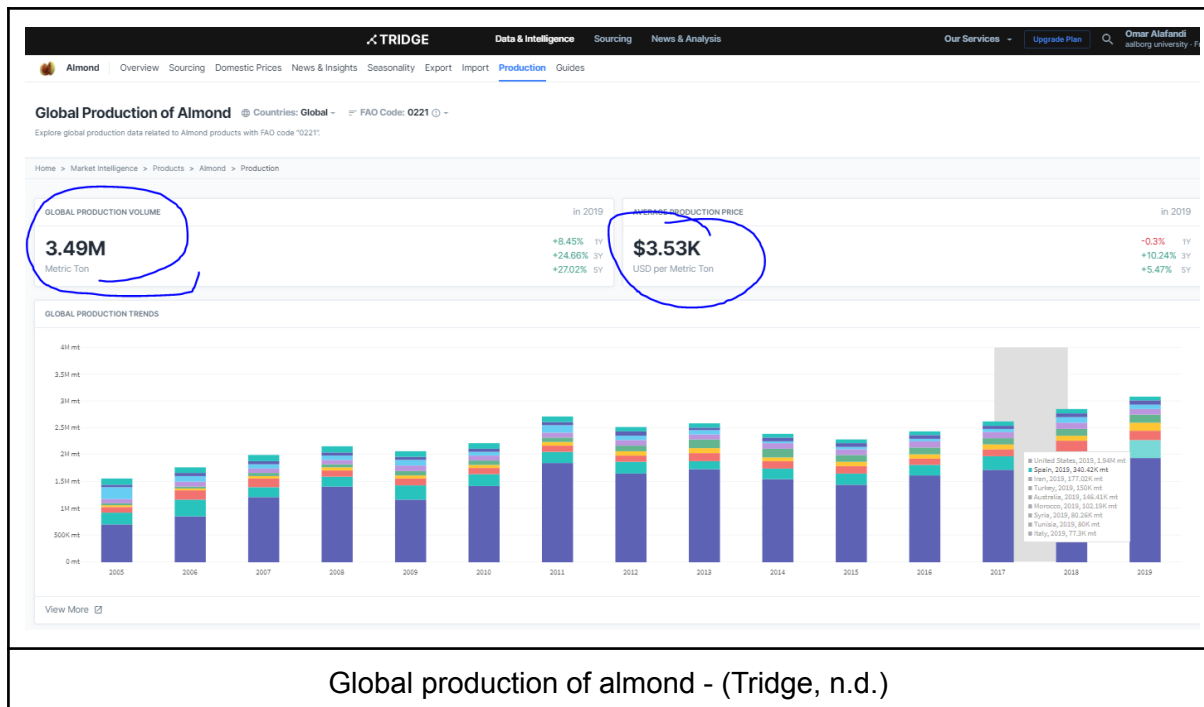 TRIDGE Data & Intelligence Sourcing News & Analysis Our Services Upgrade Plan Omar Alafandi
aalborg university · Fr
Almond Overview Sourcing Domestic Prices News & Insights Seasonality Export Import Production Guides
Global Production of Almond Countries: Global - FAO Code: 0221 -
Explore global production data related to Almond products with FAO code "0221".
Home > Market Intelligence > Products > Almond > Production
GLOBAL PRODUCTION VOLUME in 2019
3.49M
Metric Ton
+8.45% 1Y
+24.66% 3Y
+27.02% 5Y
AVERAGE PRODUCTION PRICE in 2019
$3.53K
USD per Metric Ton
-0.3% 1Y
+10.24% 3Y
+5.47% 5Y
GLOBAL PRODUCTION TRENDS
4M mt
3.5M mt
3M mt
2.5M mt
2M mt
1.5M mt
1M mt
500K mt
0 mt
United States, 2019, 1.94M mt
Spain, 2019, 340.42K mt
Iran, 2019, 177.02K mt
Turkey, 2019, 150K mt
Australia, 2019, 146.41K mt
Morocco, 2019, 102.19K mt
Syria, 2019, 80.26K mt
Tunisia, 2019, 80K mt
Italy, 2019, 77.3K mt
2005 2006 2007 2008 2009 2010 2011 2012 2013 2014 2015 2016 2017 2018 2019
View More
Global production of almond - (Tridge, n.d.)